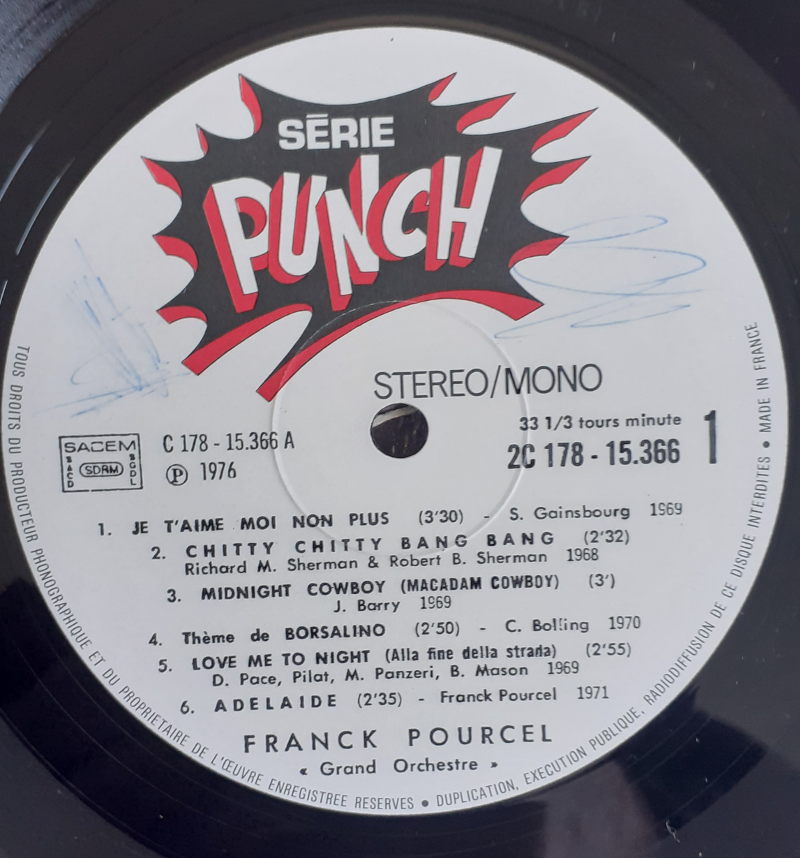 SÉRIE
PUNCH
STEREO/MONO
SACEM
SACD
SDRM
SGDL
C 178 - 15.366 A
Ⓟ 1976
33 1/3 tours minute
2C 178 - 15.366
1
1. JE T'AIME MOI NON PLUS (3'30) - S. Gainsbourg 1969
2. CHITTY CHITTY BANG BANG (2'32)
Richard M. Sherman & Robert B. Sherman 1968
3. MIDNIGHT COWBOY (MACADAM COWBOY) (3')
J. Barry 1969
4. Thème de BORSALINO (2'50) - C. Bolling 1970
5. LOVE ME TO NIGHT (Alla fine della strada) (2'55)
D. Pace, Pilat, M. Panzeri, B. Mason 1969
6. ADELAIDE (2'35) - Franck Pourcel 1971
FRANCK POURCEL
« Grand Orchestre »
TOUS DROITS DU PRODUCTEUR PHONOGRAPHIQUE ET DU PROPRIETAIRE DE L'ŒUVRE ENREGISTREE RESERVES • DUPLICATION, EXECUTION PUBLIQUE, RADIODIFFUSION DE CE DISQUE INTERDITES • MADE IN FRANCE